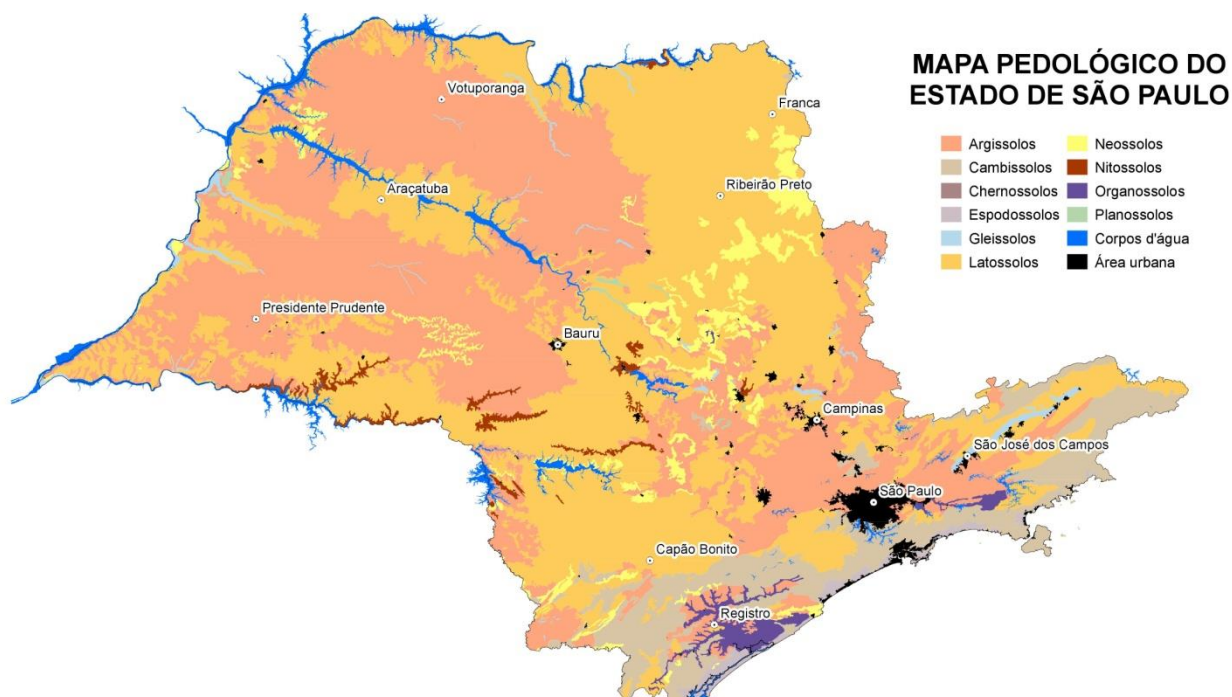 MAPA PEDOLÓGICO DO
ESTADO DE SÃO PAULO
Argissolos
Cambissolos
Chernossolos
Espodossolos
Gleissolos
Latossolos
Neossolos
Nitossolos
Organossolos
Planossolos
Corpos d'água
Área urbana
Votuporanga
Franca
Araçatuba
Ribeirão Preto
Presidente Prudente
Bauru
Campinas
São José dos Campos
São Paulo
Capão Bonito
Registro